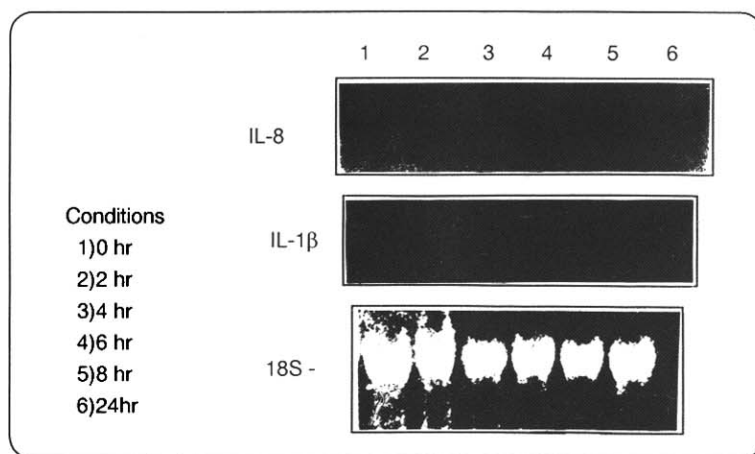 1 2 3 4 5 6
IL-8
IL-1β
18S -
Conditions
1)0 hr
2)2 hr
3)4 hr
4)6 hr
5)8 hr
6)24hr